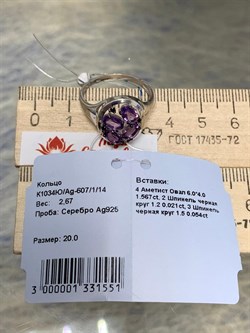 ГОСТ 17435-72
Кольцо
К1034Ю/Ag-607/1/14
Вес: 2,67
Проба: Серебро Ag925
Размер: 20.0
3 000001 331551
Вставки:
4 Аметист Овал 6.0*4.0
1.567ct, 2 Шпинель черная
круг 1.2 0.021ct, 3 Шпинель
черная круг 1.5 0.054ct